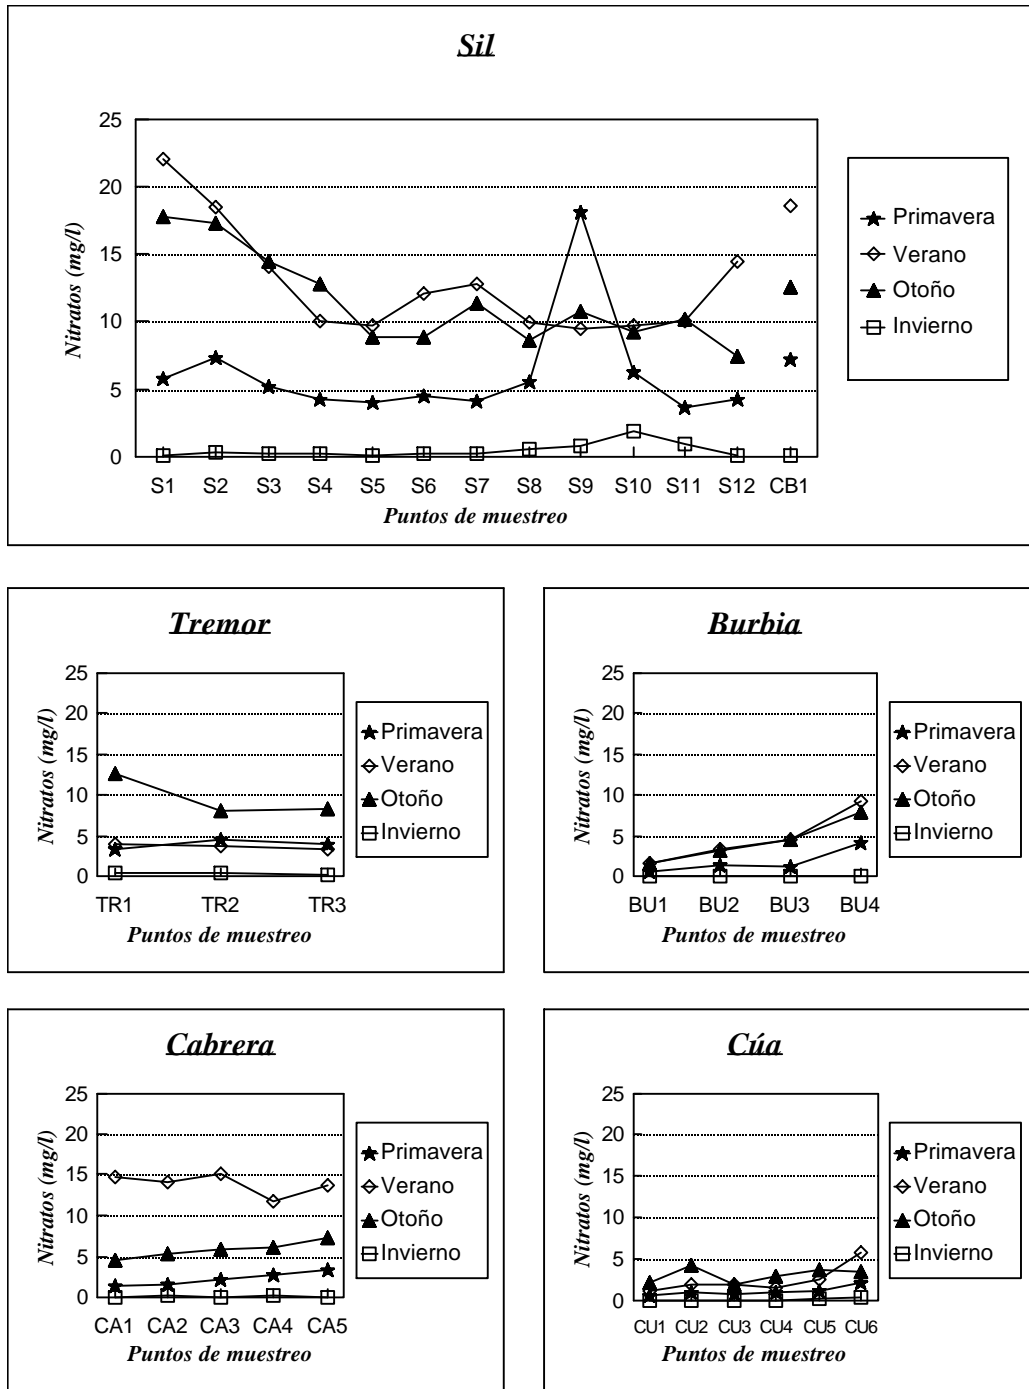 Sil
25
20
15
10
5
0
Nitratos (mg/l)
S1 S2 S3 S4 S5 S6 S7 S8 S9 S10 S11 S12 CB1
Puntos de muestreo
Primavera
Verano
Otoño
Invierno
Tremor
25
20
15
10
5
0
Nitratos (mg/l)
TR1 TR2 TR3
Puntos de muestreo
Primavera
Verano
Otoño
Invierno
Burbia
25
20
15
10
5
0
Nitratos (mg/l)
BU1 BU2 BU3 BU4
Puntos de muestreo
Primavera
Verano
Otoño
Invierno
Cabrera
25
20
15
10
5
0
Nitratos (mg/l)
CA1 CA2 CA3 CA4 CA5
Puntos de muestreo
Primavera
Verano
Otoño
Invierno
Cúa
25
20
15
10
5
0
Nitratos (mg/l)
CU1 CU2 CU3 CU4 CU5 CU6
Puntos de muestreo
Primavera
Verano
Otoño
Invierno